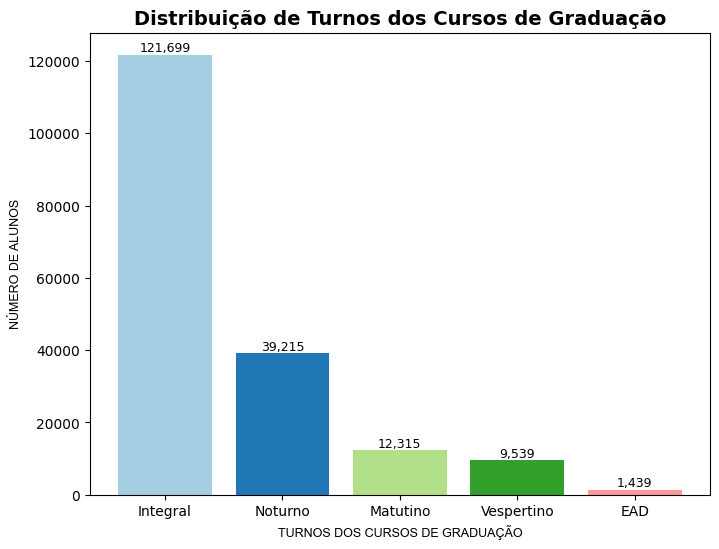 Distribuição de Turnos dos Cursos de Graduação
121,699
39,215
12,315
9,539
1,439
120000
100000
80000
60000
40000
20000
0
NÚMERO DE ALUNOS
Integral
Noturno
Matutino
Vespertino
EAD
TURNOS DOS CURSOS DE GRADUAÇÃO